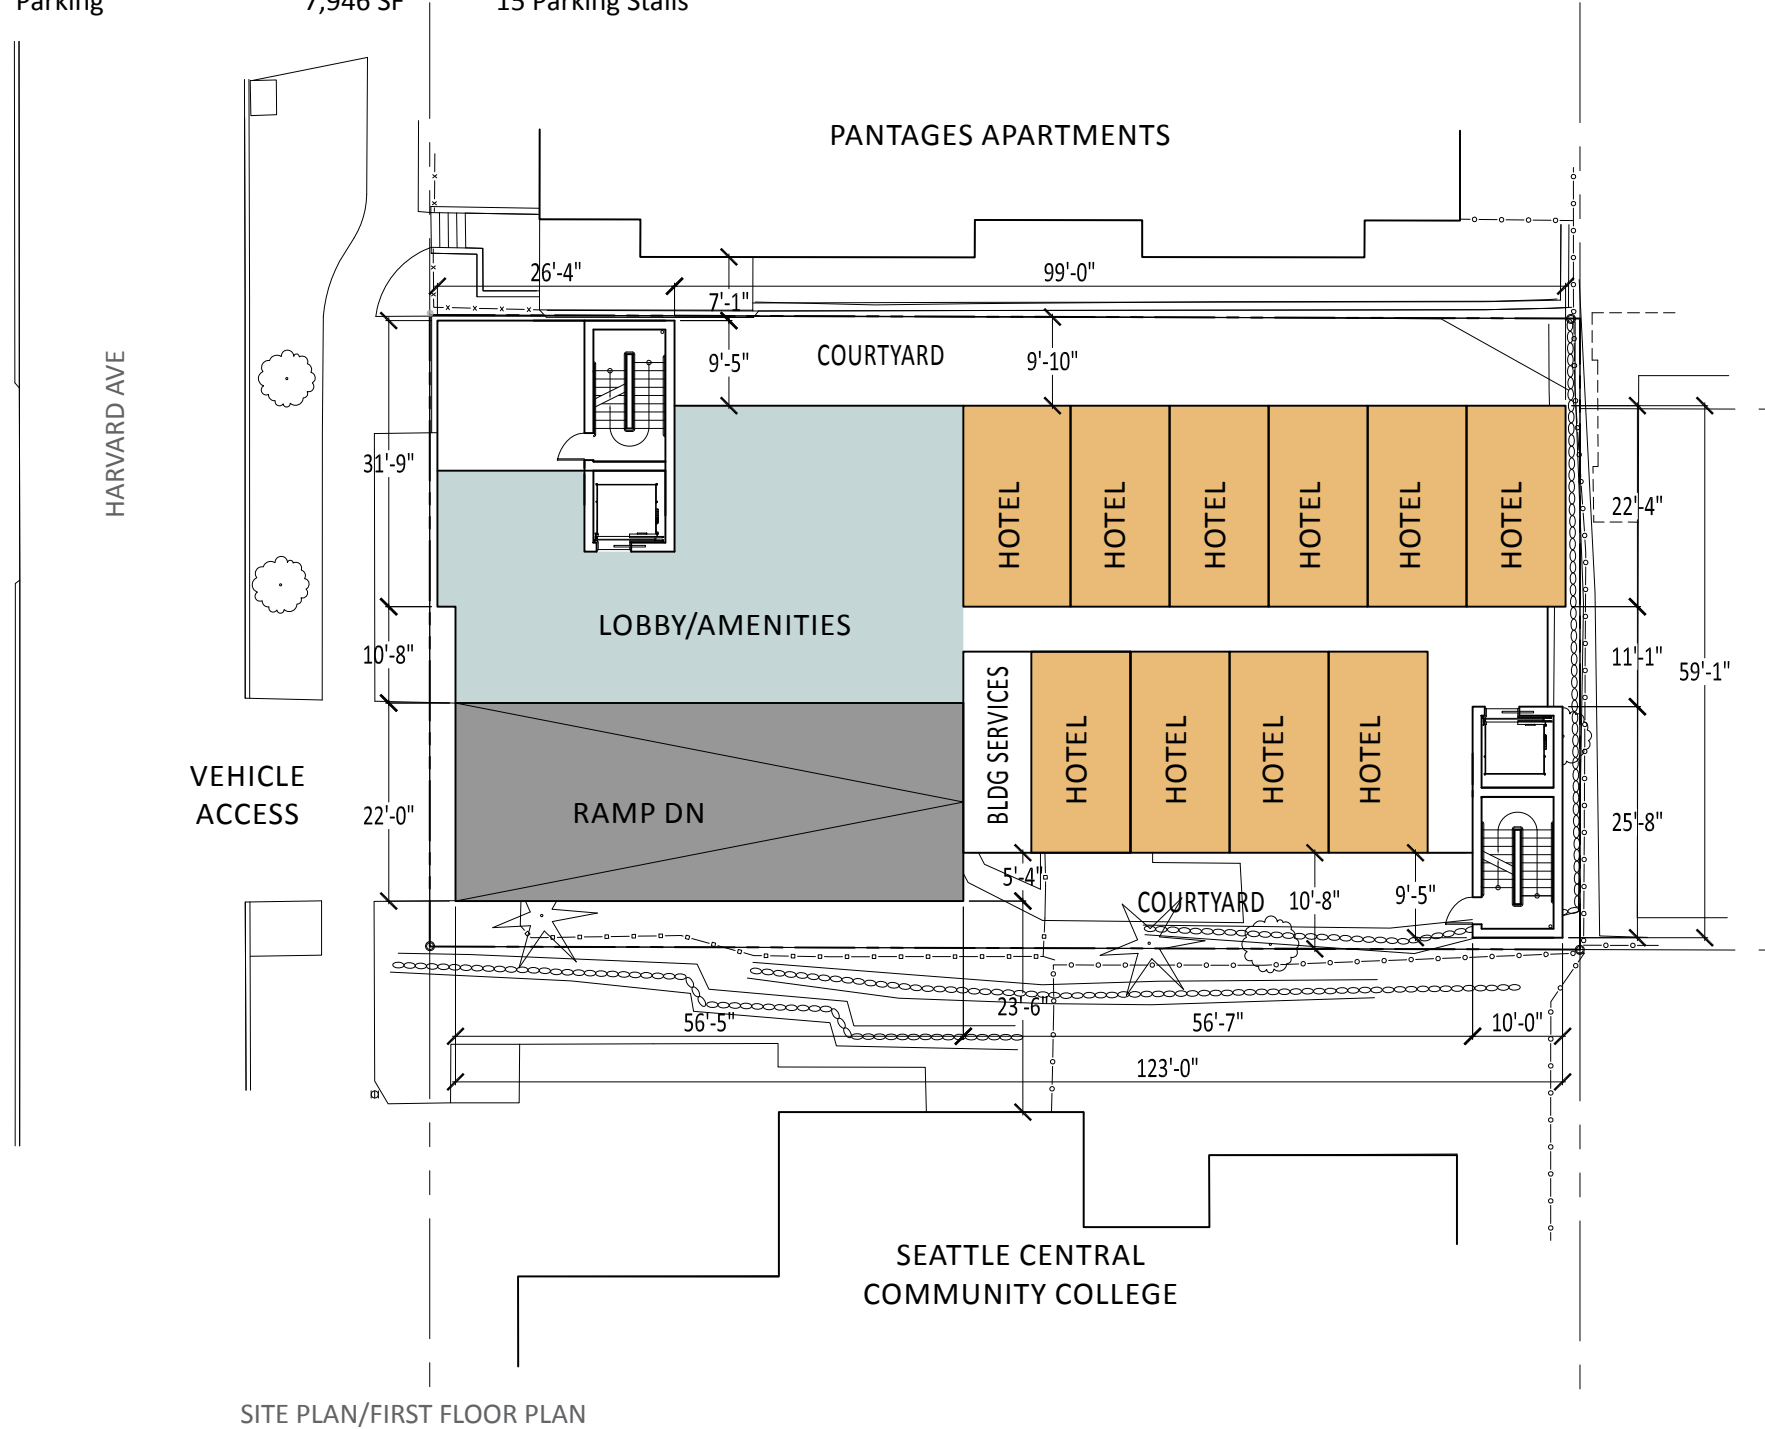 Parking 7,946 SF 15 Parking Stalls
PANTAGES APARTMENTS
26'-4"
99'-0"
7'-1"
9'-5"
COURTYARD
9'-10"
HARVARD AVE
31'-9"
HOTEL
HOTEL
HOTEL
HOTEL
HOTEL
HOTEL
22'-4"
LOBBY/AMENITIES
10'-8"
11'-1"
59'-1"
BLDG SERVICES
HOTEL
HOTEL
HOTEL
HOTEL
VEHICLE
ACCESS
22'-0"
RAMP DN
25'-8"
5'-4"
COURTYARD
10'-8"
9'-5"
23'-6"
56'-5"
56'-7"
10'-0"
123'-0"
SEATTLE CENTRAL
COMMUNITY COLLEGE
SITE PLAN/FIRST FLOOR PLAN